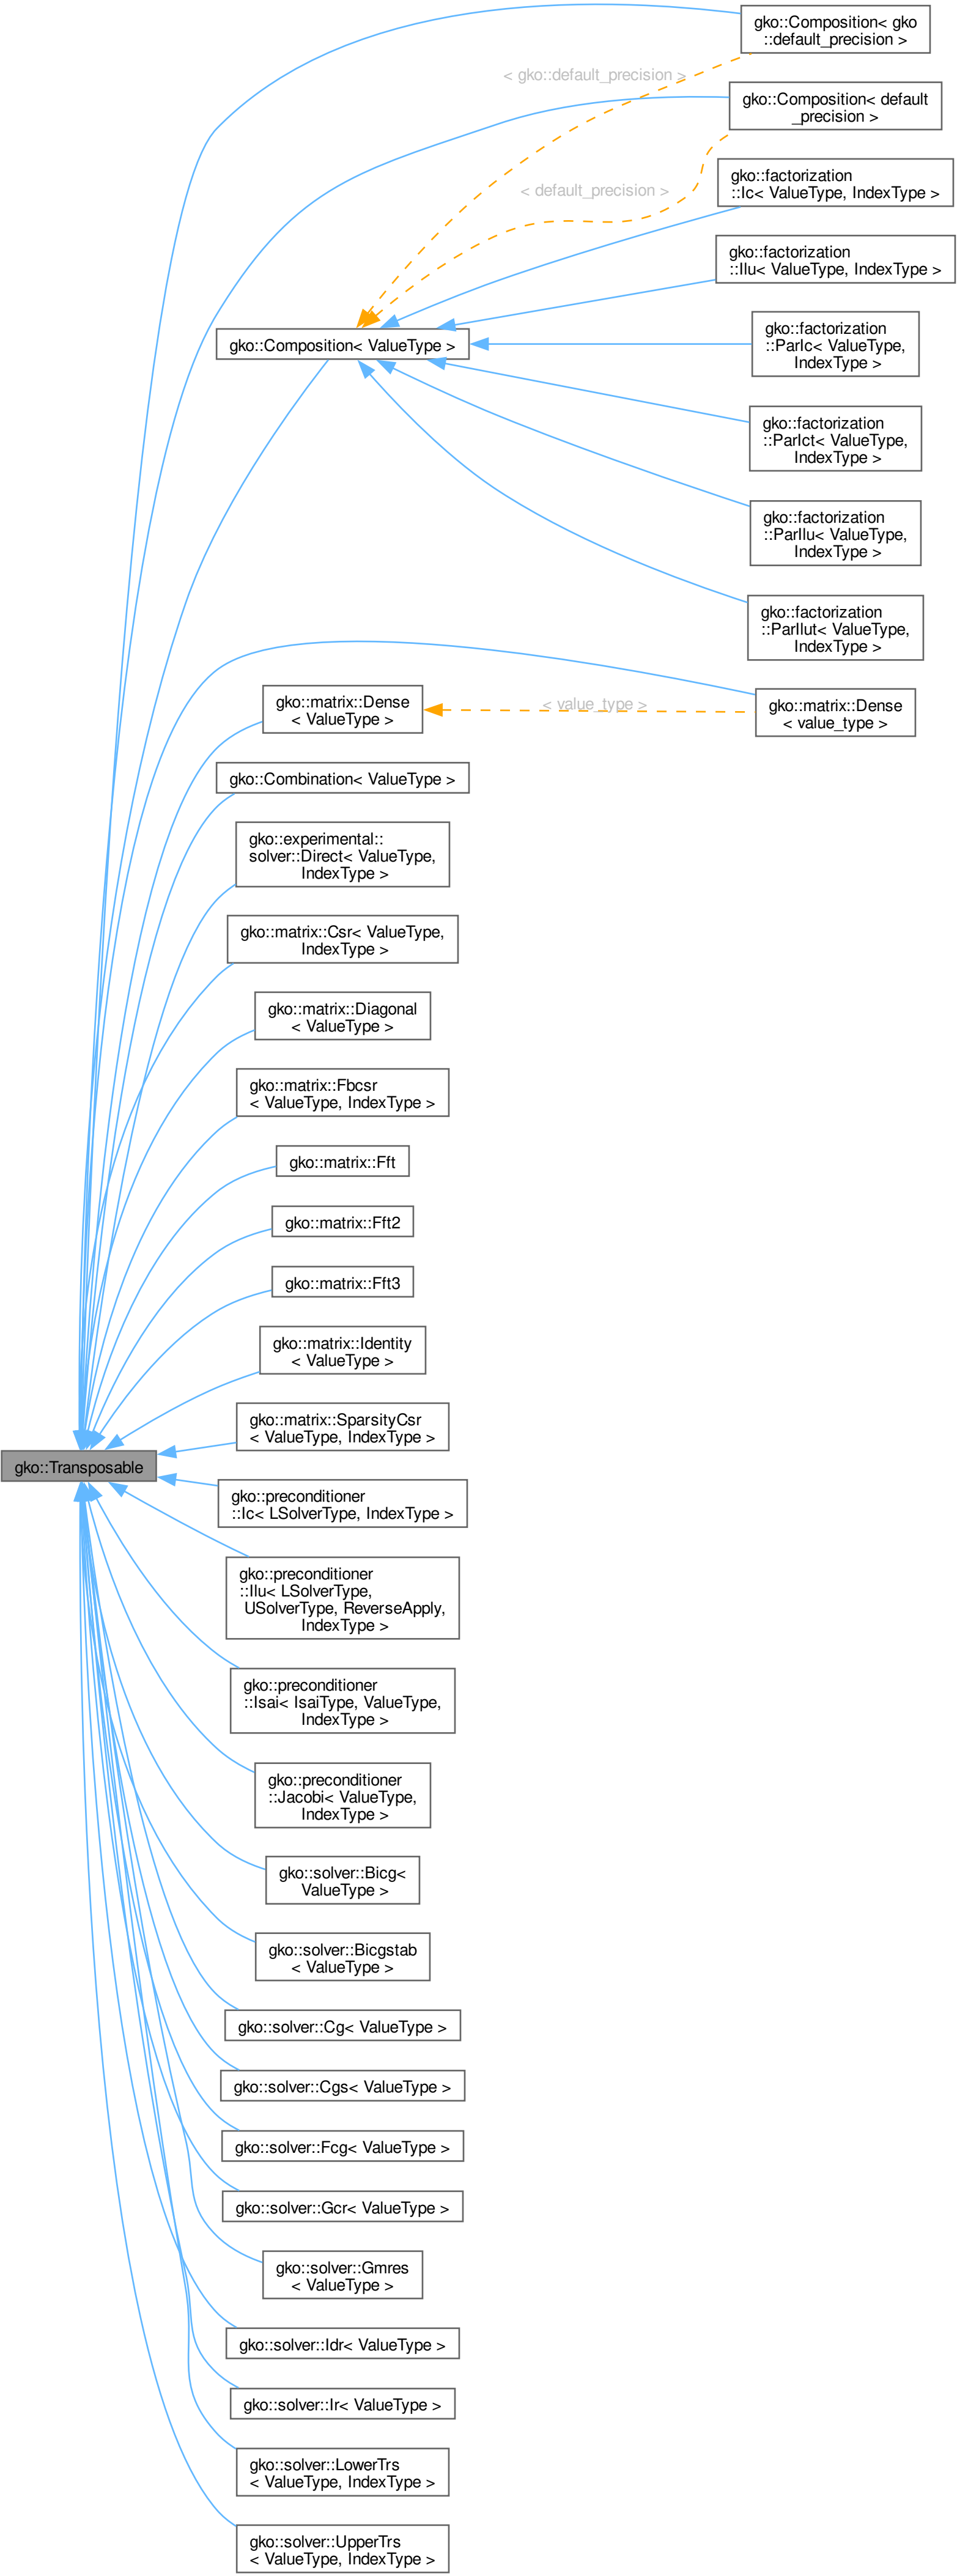 gko::Composition< gko
::default_precision >
< gko::default_precision >
gko::Composition< default
_precision >
< default_precision >
gko::factorization
::Ic< ValueType, IndexType >
gko::factorization
::Ilu< ValueType, IndexType >
gko::Composition< ValueType >
gko::factorization
::ParIc< ValueType,
IndexType >
gko::factorization
::ParIct< ValueType,
IndexType >
gko::factorization
::ParIlu< ValueType,
IndexType >
gko::factorization
::ParIlut< ValueType,
IndexType >
gko::matrix::Dense
< ValueType >
< value_type >
gko::matrix::Dense
< value_type >
gko::Combination< ValueType >
gko::experimental::
solver::Direct< ValueType,
IndexType >
gko::matrix::Csr< ValueType,
IndexType >
gko::matrix::Diagonal
< ValueType >
gko::matrix::Fbcsr
< ValueType, IndexType >
gko::matrix::Fft
gko::matrix::Fft2
gko::matrix::Fft3
gko::matrix::Identity
< ValueType >
gko::matrix::SparsityCsr
< ValueType, IndexType >
gko::Transposable
gko::preconditioner
::Ic< LSolverType, IndexType >
gko::preconditioner
::Ilu< LSolverType,
USolverType, ReverseApply,
IndexType >
gko::preconditioner
::Isai< IsaiType, ValueType,
IndexType >
gko::preconditioner
::Jacobi< ValueType,
IndexType >
gko::solver::Bicg<
ValueType >
gko::solver::Bicgstab
< ValueType >
gko::solver::Cg< ValueType >
gko::solver::Cgs< ValueType >
gko::solver::Fcg< ValueType >
gko::solver::Gcr< ValueType >
gko::solver::Gmres
< ValueType >
gko::solver::Idr< ValueType >
gko::solver::Ir< ValueType >
gko::solver::LowerTrs
< ValueType, IndexType >
gko::solver::UpperTrs
< ValueType, IndexType >